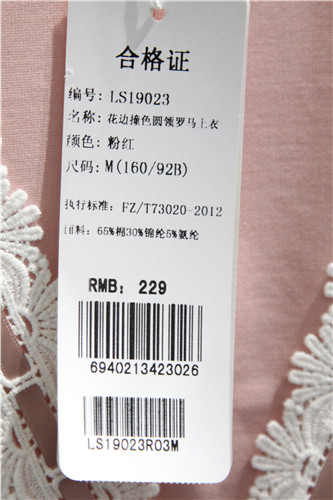 合格证
编号: LS19023
名称: 花边撞色圆领罗马上衣
颜色: 粉红
尺码: M(160/92B)
执行标准: FZ/T73020-2012
面料: 65%棉30%锦纶5%氨纶
RMB: 229
6940213423026
LS19023R03M